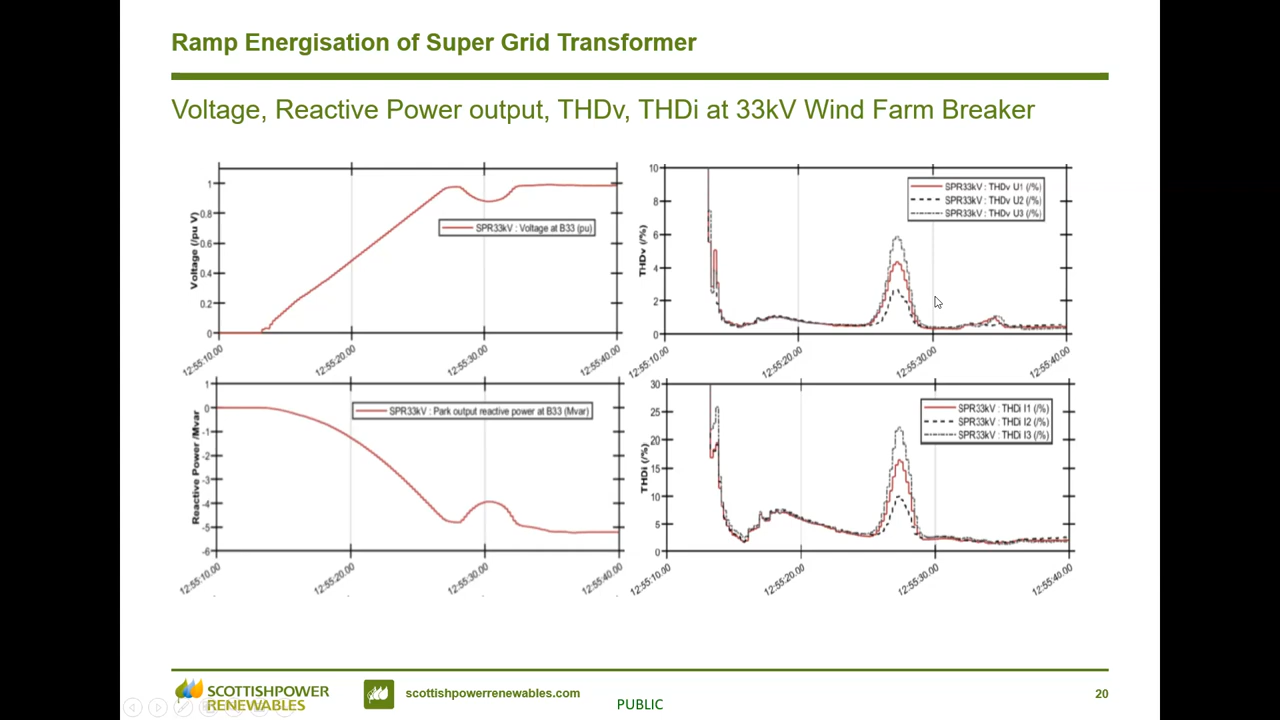 Ramp Energisation of Super Grid Transformer
Voltage, Reactive Power output, THDv, THDi at 33kV Wind Farm Breaker
Voltage (/pu V)
1
0.8
0.6
0.4
0.2
0
SPR33kV : Voltage at B33 (pu)
12:55:10.00
12:55:20.00
12:55:30.00
12:55:40.00
THDv (/%)
10
8
6
4
2
0
SPR33kV : THDv U1 (/%)
SPR33kV : THDv U2 (/%)
SPR33kV : THDv U3 (/%)
12:55:10.00
12:55:20.00
12:55:30.00
12:55:40.00
Reactive Power /Mvar
1
0
-1
-2
-3
-4
-5
-6
SPR33kV : Park output reactive power at B33 (Mvar)
12:55:10.00
12:55:20.00
12:55:30.00
12:55:40.00
THDi (/%)
30
25
20
15
10
5
0
SPR33kV : THDi I1 (/%)
SPR33kV : THDi I2 (/%)
SPR33kV : THDi I3 (/%)
12:55:10.00
12:55:20.00
12:55:30.00
12:55:40.00
SCOTTISHPOWER
RENEWABLES
scottishpowerrenewables.com
PUBLIC
20